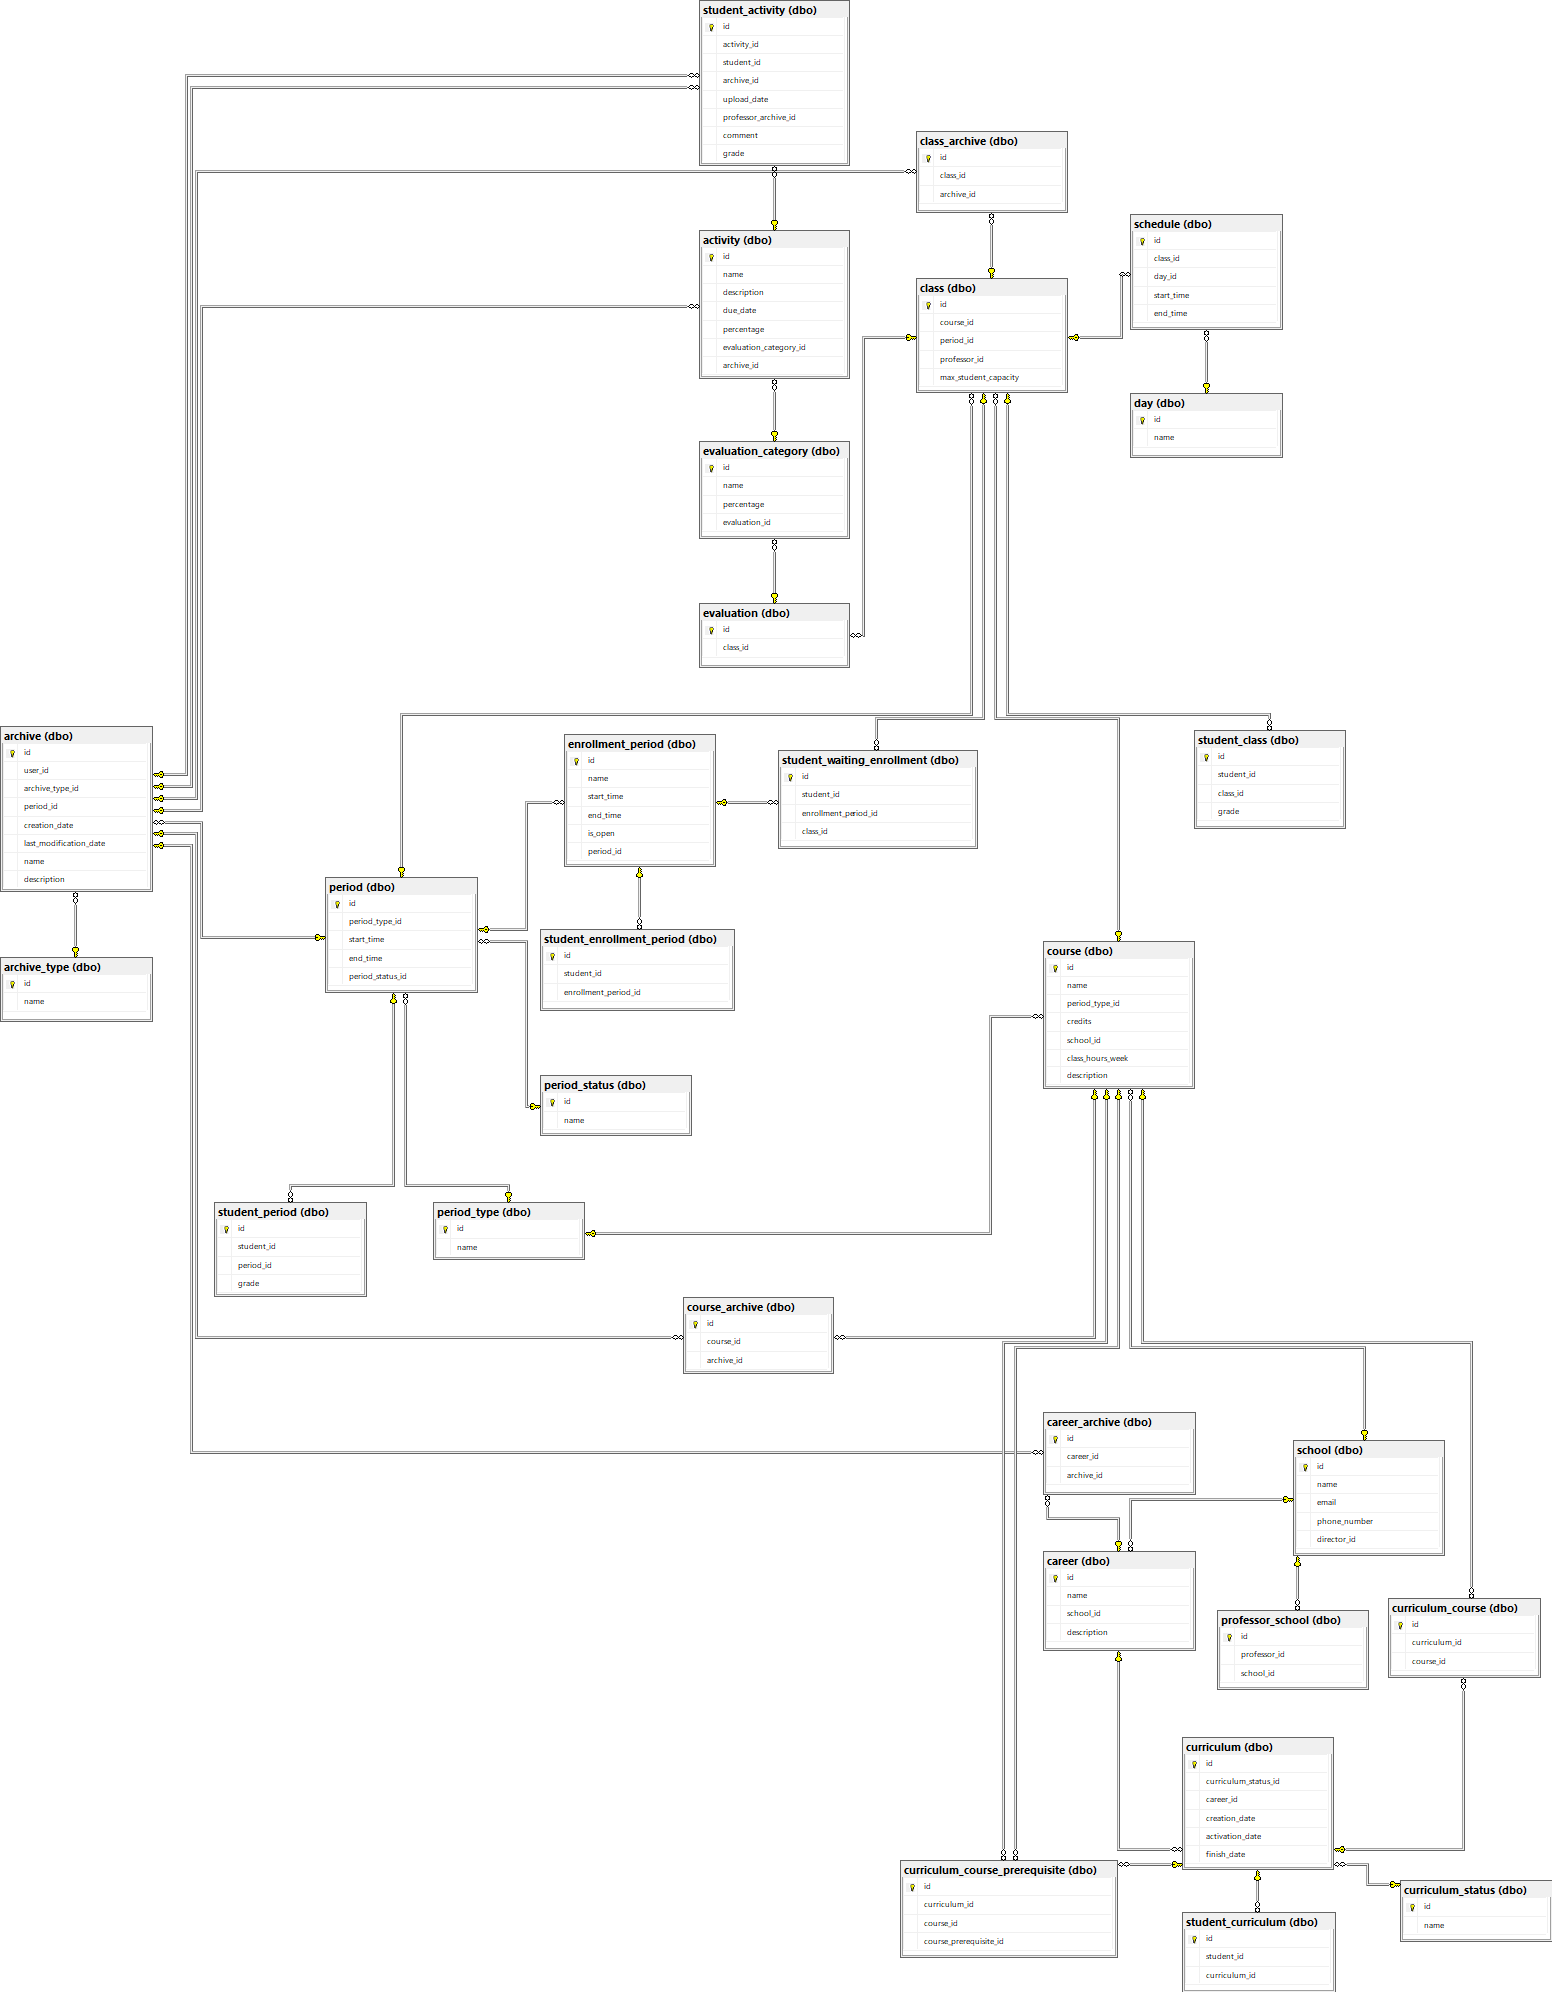 student_activity (dbo)
id
activity_id
student_id
archive_id
upload_date
professor_archive_id
comment
grade
class_archive (dbo)
id
class_id
archive_id
schedule (dbo)
id
class_id
day_id
start_time
end_time
activity (dbo)
id
name
description
due_date
percentage
evaluation_category_id
archive_id
class (dbo)
id
course_id
period_id
professor_id
max_student_capacity
day (dbo)
id
name
evaluation_category (dbo)
id
name
percentage
evaluation_id
evaluation (dbo)
id
class_id
archive (dbo)
id
user_id
archive_type_id
period_id
creation_date
last_modification_date
name
description
enrollment_period (dbo)
id
name
start_time
end_time
is_open
period_id
student_waiting_enrollment (dbo)
id
student_id
enrollment_period_id
class_id
student_class (dbo)
id
student_id
class_id
grade
period (dbo)
id
period_type_id
start_time
end_time
period_status_id
student_enrollment_period (dbo)
id
student_id
enrollment_period_id
archive_type (dbo)
id
name
course (dbo)
id
name
period_type_id
credits
school_id
class_hours_week
description
period_status (dbo)
id
name
student_period (dbo)
id
student_id
period_id
grade
period_type (dbo)
id
name
course_archive (dbo)
id
course_id
archive_id
career_archive (dbo)
id
career_id
archive_id
school (dbo)
id
name
email
phone_number
director_id
career (dbo)
id
name
school_id
description
professor_school (dbo)
id
professor_id
school_id
curriculum_course (dbo)
id
curriculum_id
course_id
curriculum (dbo)
id
curriculum_status_id
career_id
creation_date
activation_date
finish_date
curriculum_course_prerequisite (dbo)
id
curriculum_id
course_id
course_prerequisite_id
curriculum_status (dbo)
id
name
student_curriculum (dbo)
id
student_id
curriculum_id